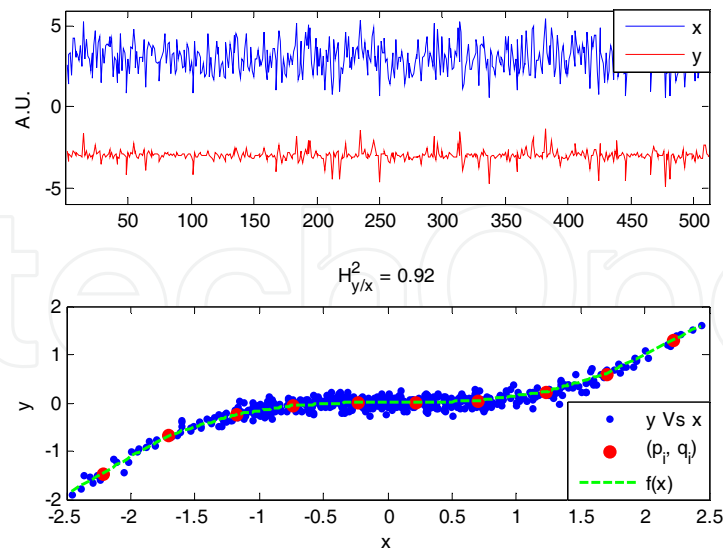 5
0
-5
A.U.
x
y
50 100 150 200 250 300 350 400 450 500
H²y/x = 0.92
2
1
0
-1
-2
y
y Vs x
(pi, qi)
f(x)
-2.5 -2 -1.5 -1 -0.5 0 0.5 1 1.5 2 2.5
x